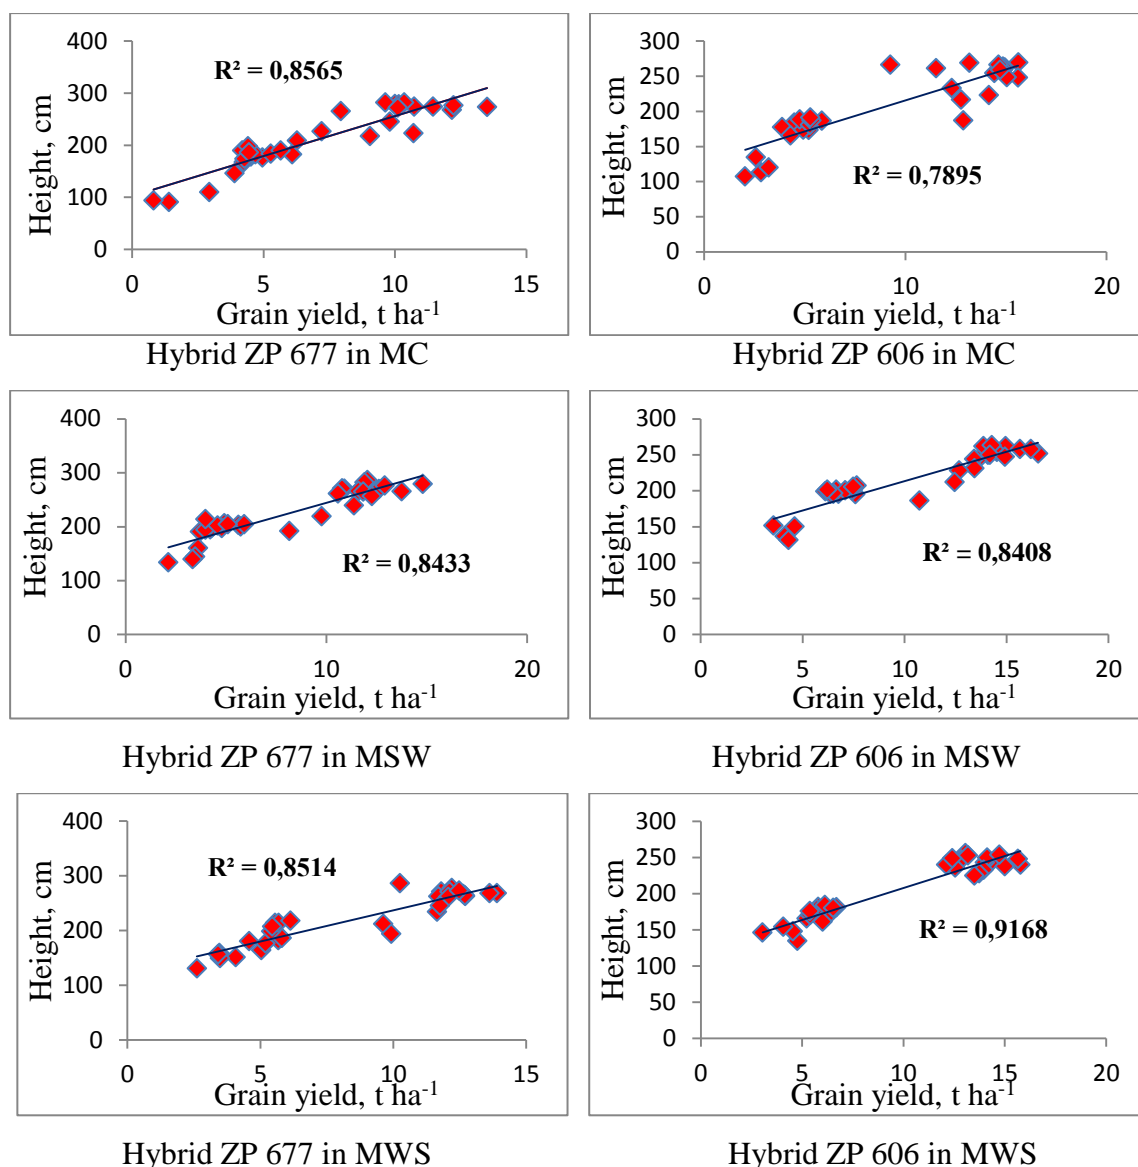 400
300
200
100
0
Height, cm
R² = 0,8565
0 5 10 15
Grain yield, t ha⁻¹
Hybrid ZP 677 in MC
300
250
200
150
100
50
0
Height, cm
R² = 0,7895
0 10 20
Grain yield, t ha⁻¹
Hybrid ZP 606 in MC
400
300
200
100
0
Height, cm
R² = 0,8433
0 10 20
Grain yield, t ha⁻¹
Hybrid ZP 677 in MSW
300
250
200
150
100
50
0
Height, cm
R² = 0,8408
0 5 10 15 20
Grain yield, t ha⁻¹
Hybrid ZP 606 in MSW
400
300
200
100
0
Height, cm
R² = 0,8514
0 5 10 15
Grain yield, t ha⁻¹
Hybrid ZP 677 in MWS
300
250
200
150
100
50
0
Height, cm
R² = 0,9168
0 5 10 15 20
Grain yield, t ha⁻¹
Hybrid ZP 606 in MWS